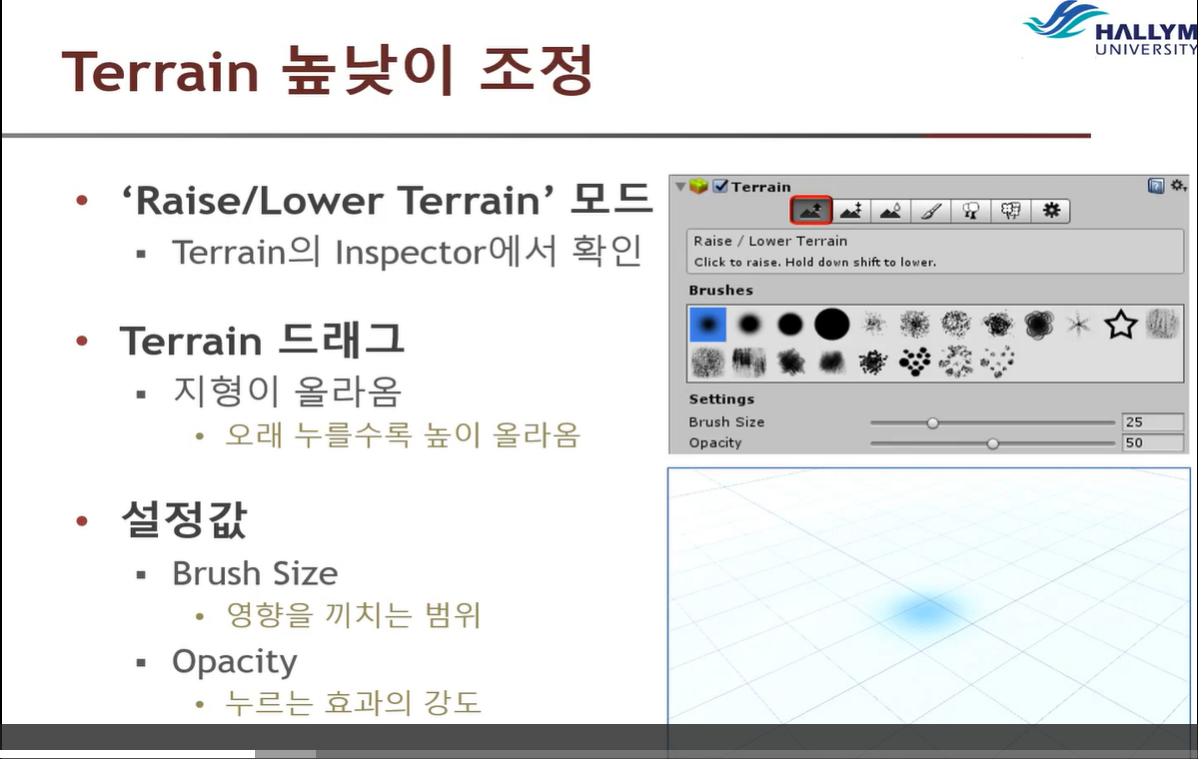 HALLYM
UNIVERSITY
Terrain 높낮이 조정
• ‘Raise/Lower Terrain’ 모드
▪ Terrain의 Inspector에서 확인
• Terrain 드래그
▪ 지형이 올라옴
• 오래 누를수록 높이 올라옴
• 설정값
▪ Brush Size
• 영향을 끼치는 범위
▪ Opacity
• 누르는 효과의 강도
Terrain
Raise / Lower Terrain
Click to raise. Hold down shift to lower.
Brushes
Settings
Brush Size 25
Opacity 50